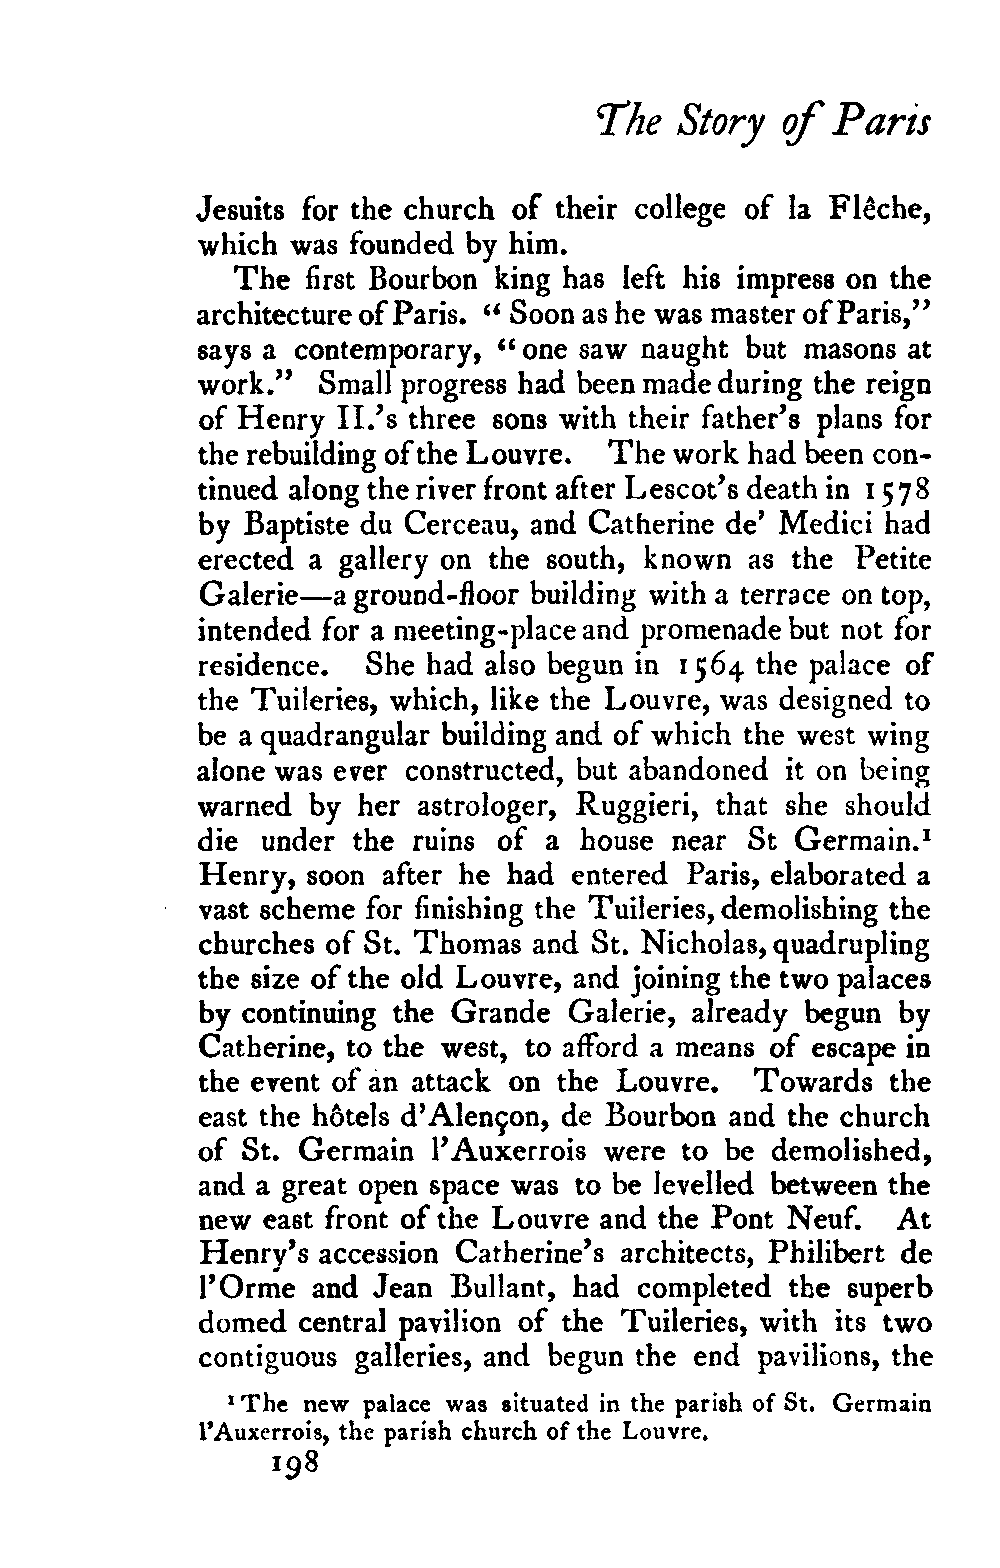 The Story of Paris
Jesuits for the church of their college of la Flêche,
which was founded by him.
The first Bourbon king has left his impress on the
architecture of Paris. “ Soon as he was master of Paris,”
says a contemporary, “ one saw naught but masons at
work.” Small progress had been made during the reign
of Henry II.’s three sons with their father’s plans for
the rebuilding of the Louvre. The work had been con-
tinued along the river front after Lescot’s death in 1578
by Baptiste du Cerceau, and Catherine de’ Medici had
erected a gallery on the south, known as the Petite
Galerie—a ground-floor building with a terrace on top,
intended for a meeting-place and promenade but not for
residence. She had also begun in 1564 the palace of
the Tuileries, which, like the Louvre, was designed to
be a quadrangular building and of which the west wing
alone was ever constructed, but abandoned it on being
warned by her astrologer, Ruggieri, that she should
die under the ruins of a house near St Germain.¹
Henry, soon after he had entered Paris, elaborated a
vast scheme for finishing the Tuileries, demolishing the
churches of St. Thomas and St. Nicholas, quadrupling
the size of the old Louvre, and joining the two palaces
by continuing the Grande Galerie, already begun by
Catherine, to the west, to afford a means of escape in
the event of an attack on the Louvre. Towards the
east the hôtels d’Alençon, de Bourbon and the church
of St. Germain l’Auxerrois were to be demolished,
and a great open space was to be levelled between the
new east front of the Louvre and the Pont Neuf. At
Henry’s accession Catherine’s architects, Philibert de
l’Orme and Jean Bullant, had completed the superb
domed central pavilion of the Tuileries, with its two
contiguous galleries, and begun the end pavilions, the
¹ The new palace was situated in the parish of St. Germain
l’Auxerrois, the parish church of the Louvre.
198